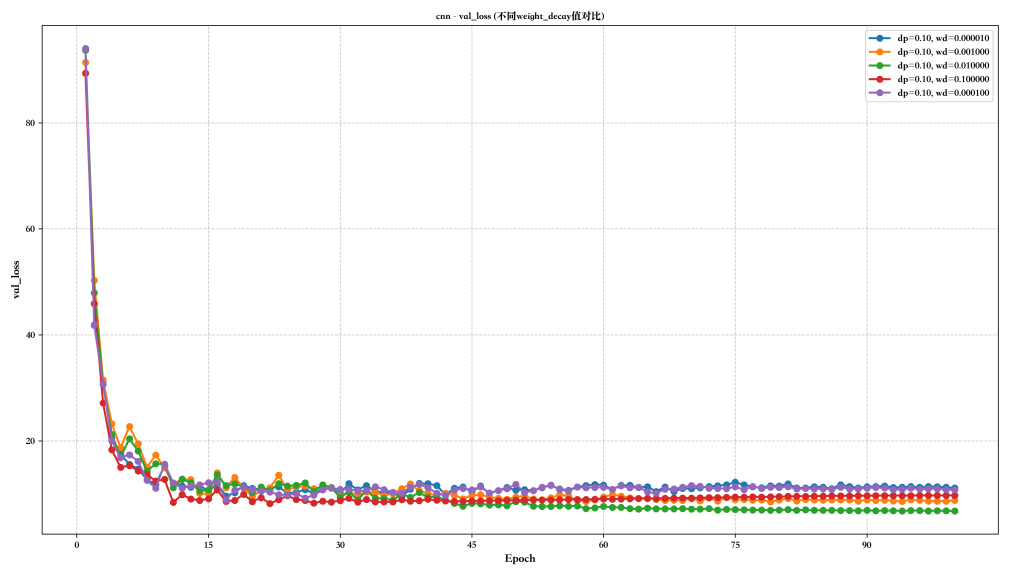 cnn - val_loss (不同weight_decay值对比)
dp=0.10, wd=0.000010
dp=0.10, wd=0.001000
dp=0.10, wd=0.010000
dp=0.10, wd=0.100000
dp=0.10, wd=0.000100
80
60
40
20
val_loss
0 15 30 45 60 75 90
Epoch